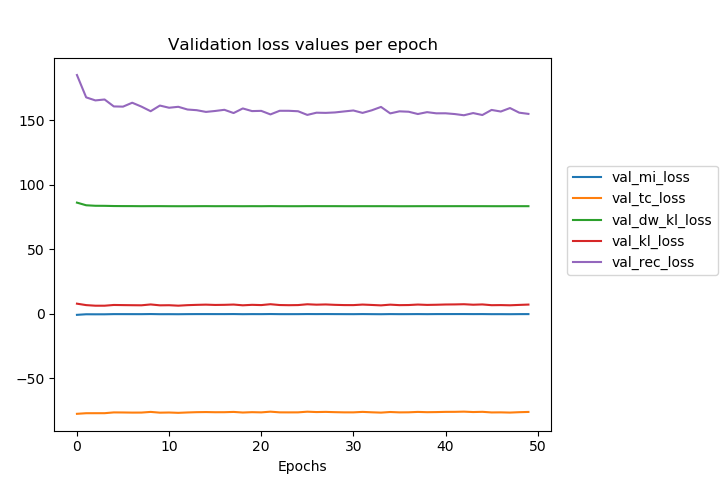 Validation loss values per epoch
150
100
50
0
−50
0 10 20 30 40 50
Epochs
val_mi_loss
val_tc_loss
val_dw_kl_loss
val_kl_loss
val_rec_loss